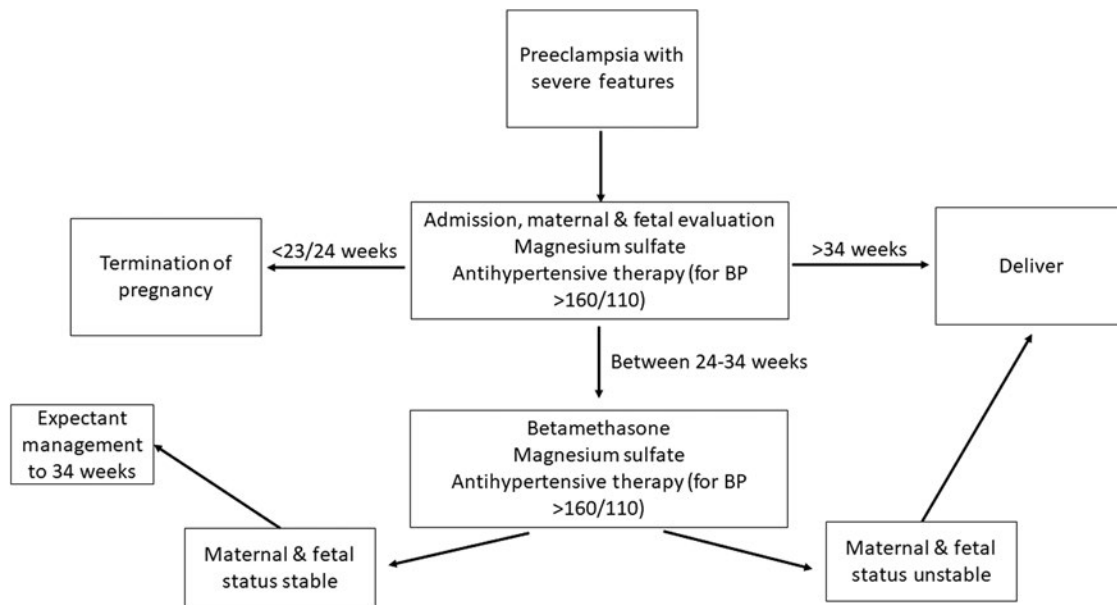 Preeclampsia with
severe features
Admission, maternal & fetal evaluation
Magnesium sulfate
Antihypertensive therapy (for BP
>160/110)
<23/24 weeks
Termination of
pregnancy
>34 weeks
Deliver
Between 24-34 weeks
Betamethasone
Magnesium sulfate
Antihypertensive therapy (for BP
>160/110)
Expectant
management
to 34 weeks
Maternal & fetal
status stable
Maternal & fetal
status unstable